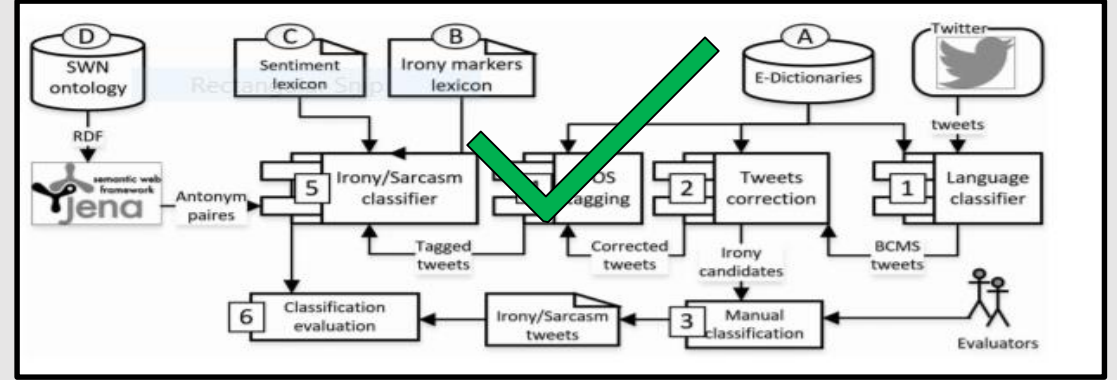 D
SWN
ontology
C
Sentiment
lexicon
B
Irony markers
lexicon
A
E-Dictionaries
Twitter
RDF
tweets
semantic web
framework
jena
Antonym
paires
5
Irony/Sarcasm
classifier
OS
tagging
2
Tweets
correction
1
Language
classifier
Tagged
tweets
Corrected
tweets
Irony
candidates
BCMS
tweets
6
Classification
evaluation
Irony/Sarcasm
tweets
3
Manual
classification
Evaluators